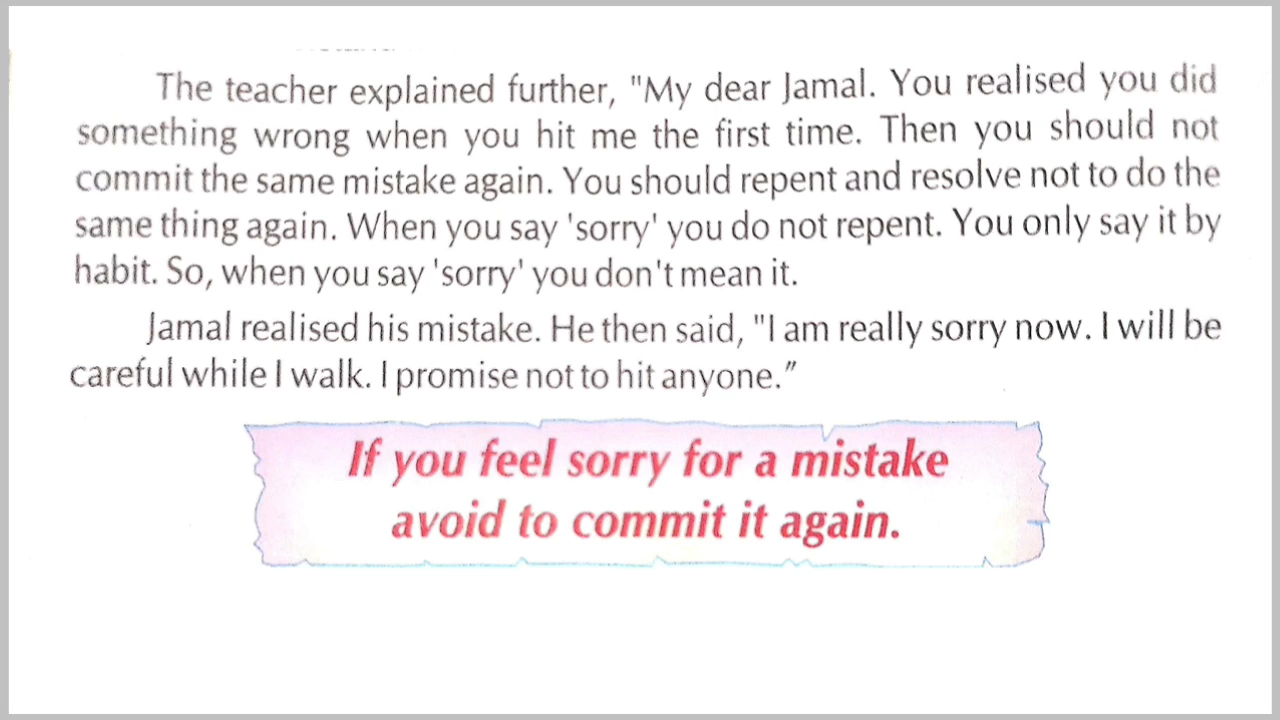 The teacher explained further, "My dear Jamal. You realised you did
something wrong when you hit me the first time. Then you should not
commit the same mistake again. You should repent and resolve not to do the
same thing again. When you say 'sorry' you do not repent. You only say it by
habit. So, when you say 'sorry' you don't mean it.
Jamal realised his mistake. He then said, "I am really sorry now. I will be
careful while I walk. I promise not to hit anyone.”
If you feel sorry for a mistake
avoid to commit it again.